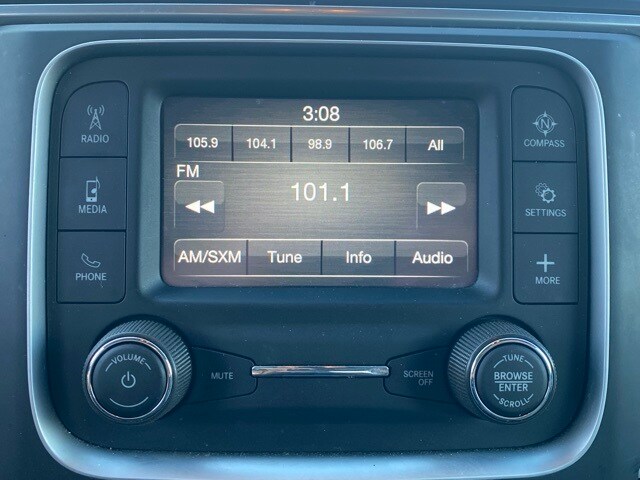 3:08
105.9 104.1 98.9 106.7 All
FM
101.1
AM/SXM Tune Info Audio
RADIO
MEDIA
PHONE
N
COMPASS
SETTINGS
MORE
VOLUME
MUTE
SCREEN
OFF
TUNE
BROWSE
ENTER
SCROLL